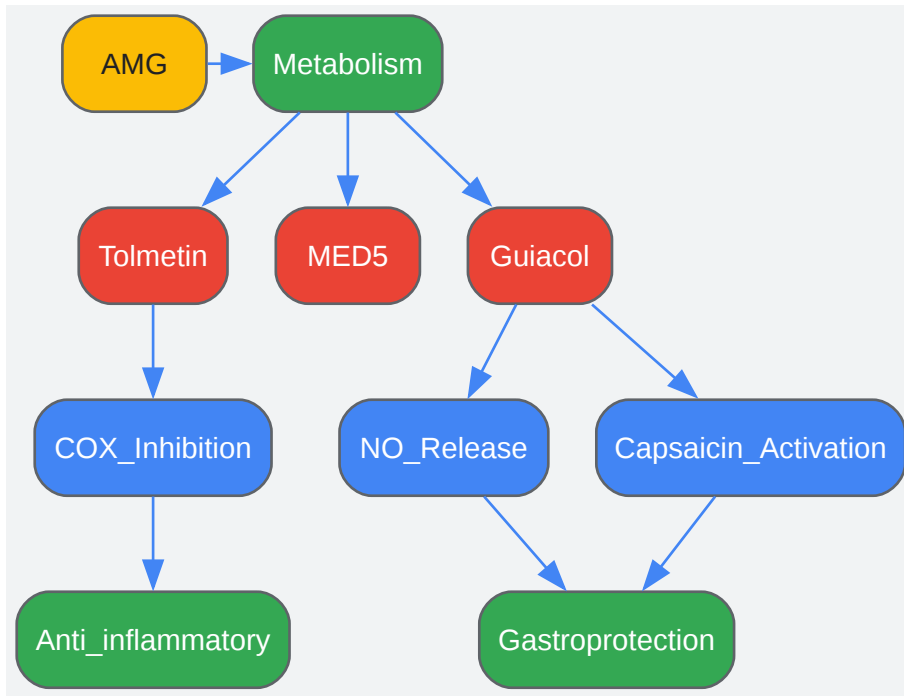 AMG
Metabolism
Tolmetin
MED5
Guiacol
COX_Inhibition
NO_Release
Capsaicin_Activation
Anti_inflammatory
Gastroprotection